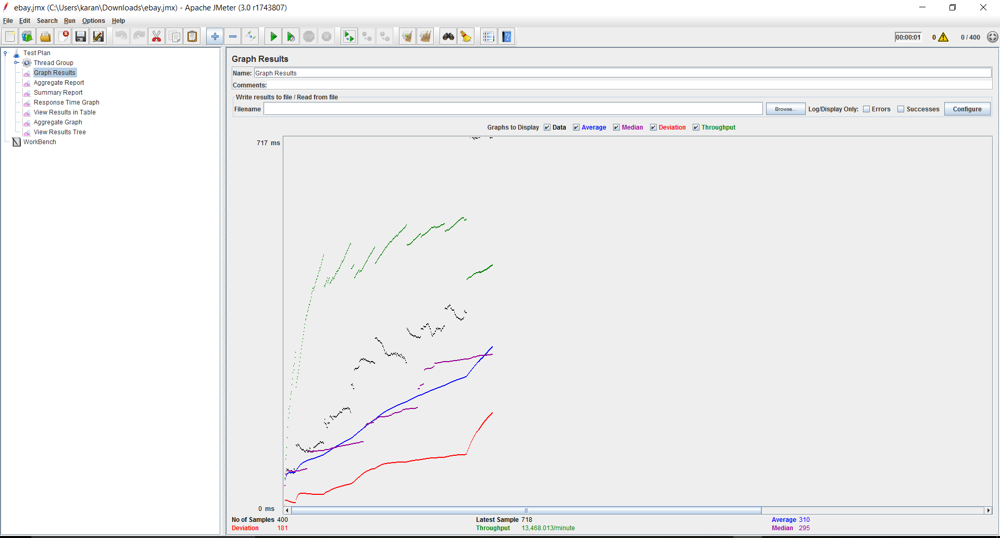 ebay.jmx (C:\Users\karan\Downloads\ebay.jmx) - Apache JMeter (3.0 r1743807)
File Edit Search Run Options Help
STOP 00:00:01 0 0 / 400
Test Plan
Thread Group
Graph Results
Aggregate Report
Summary Report
Response Time Graph
View Results in Table
Aggregate Graph
View Results Tree
WorkBench
Graph Results
Name: Graph Results
Comments:
Write results to file / Read from file
Filename Browse... Log/Display Only: Errors Successes Configure
Graphs to Display Data Average Median Deviation Throughput
717 ms
0 ms
No of Samples 400 Latest Sample 718 Average 310
Deviation 181 Throughput 13,468.013/minute Median 295